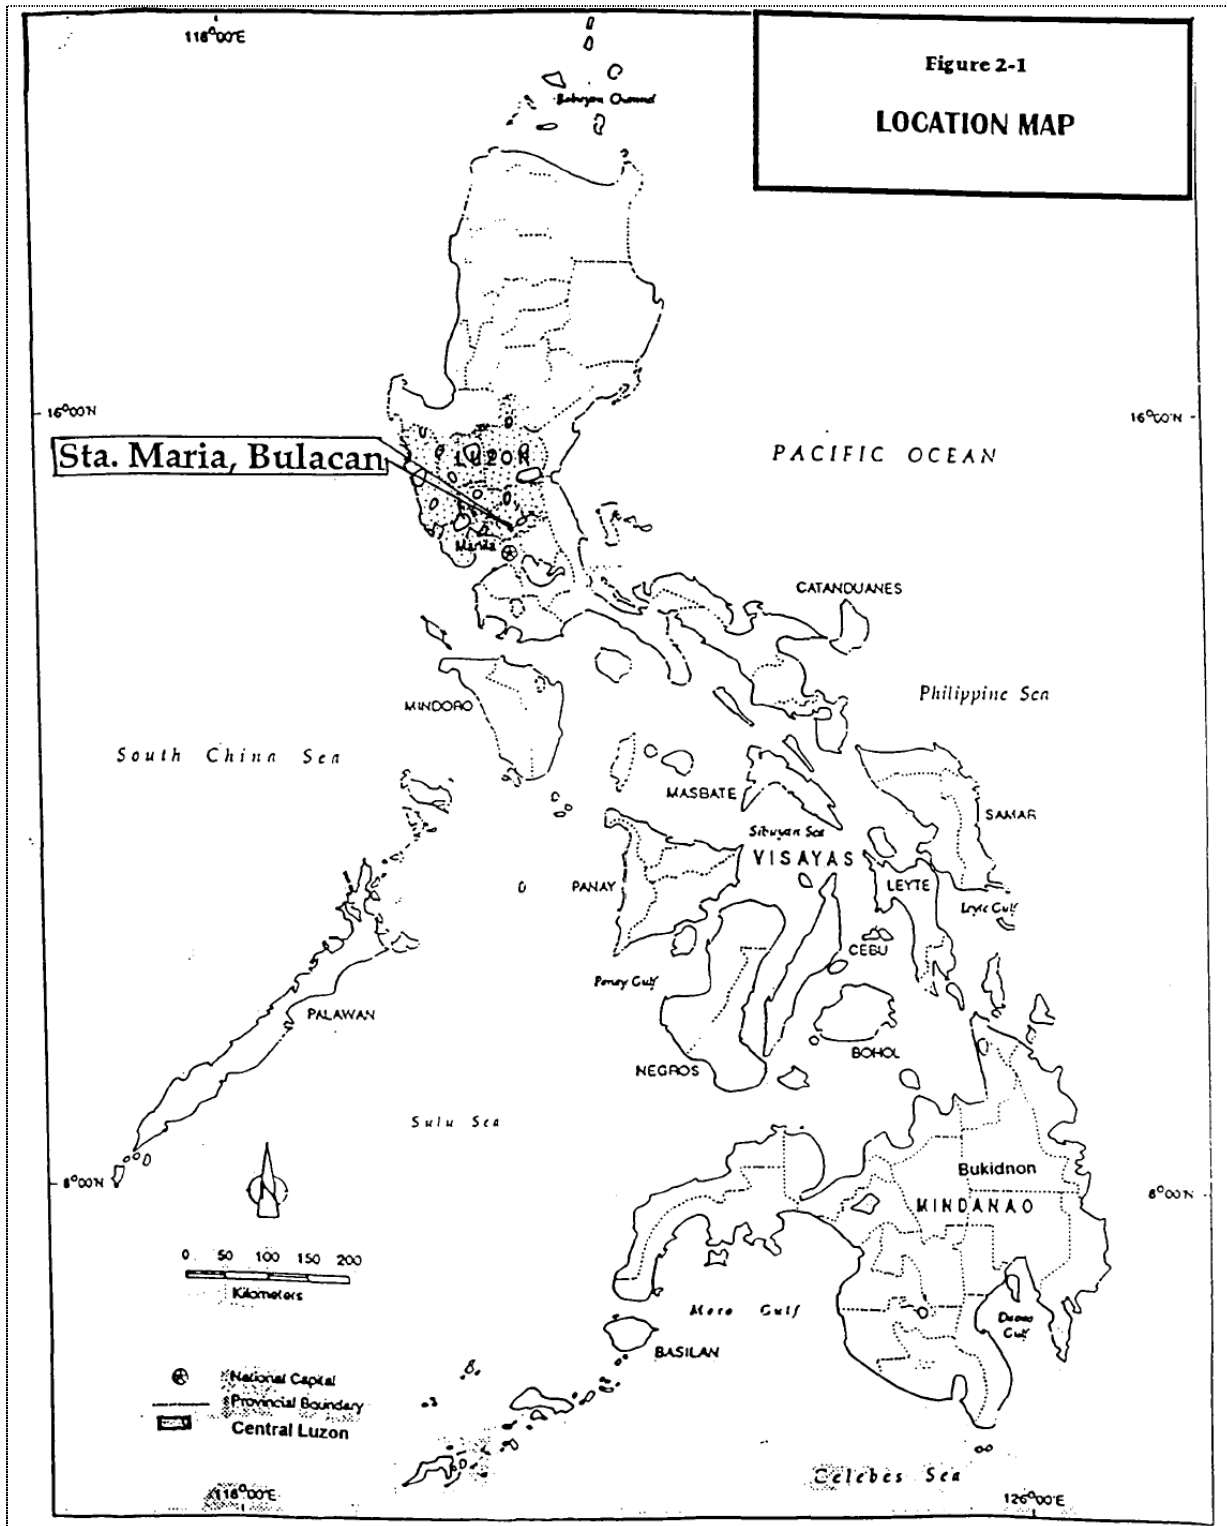 118°00'E
Figure 2-1
LOCATION MAP
Babuyan Channel
16°00'N
16°00'N
Sta. Maria, Bulacan
LUZON
PACIFIC OCEAN
Manila
CATANDUANES
Philippine Sea
MINDORO
South China Sea
MASBATE
SAMAR
Sibuyan Sea
VISAYAS
PANAY
LEYTE
Leyte Gulf
CEBU
Panay Gulf
PALAWAN
BOHOL
NEGROS
Sulu Sea
Bukidnon
8°00'N
8°00'N
MINDANAO
0 50 100 150 200
Kilometers
Moro Gulf
Davao
Gulf
BASILAN
National Capital
Provincial Boundary
Central Luzon
Celebes Sea
118°00'E
126°00'E